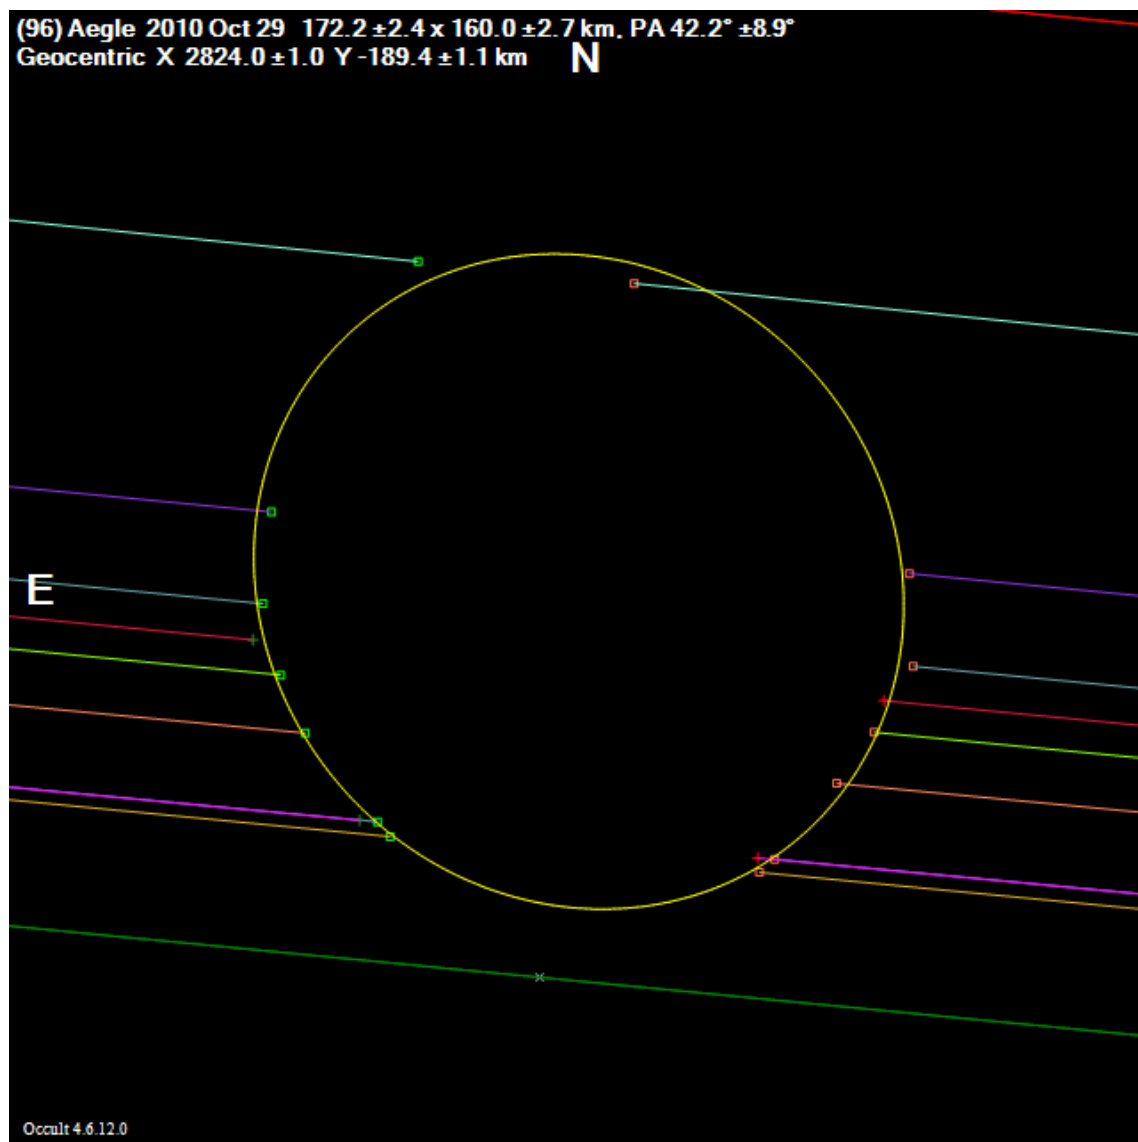 (96) Aegle 2010 Oct 29 172.2 ±2.4 x 160.0 ±2.7 km, PA 42.2° ±8.9°
Geocentric X 2824.0 ±1.0 Y -189.4 ±1.1 km
N
E
Occult 4.6.12.0